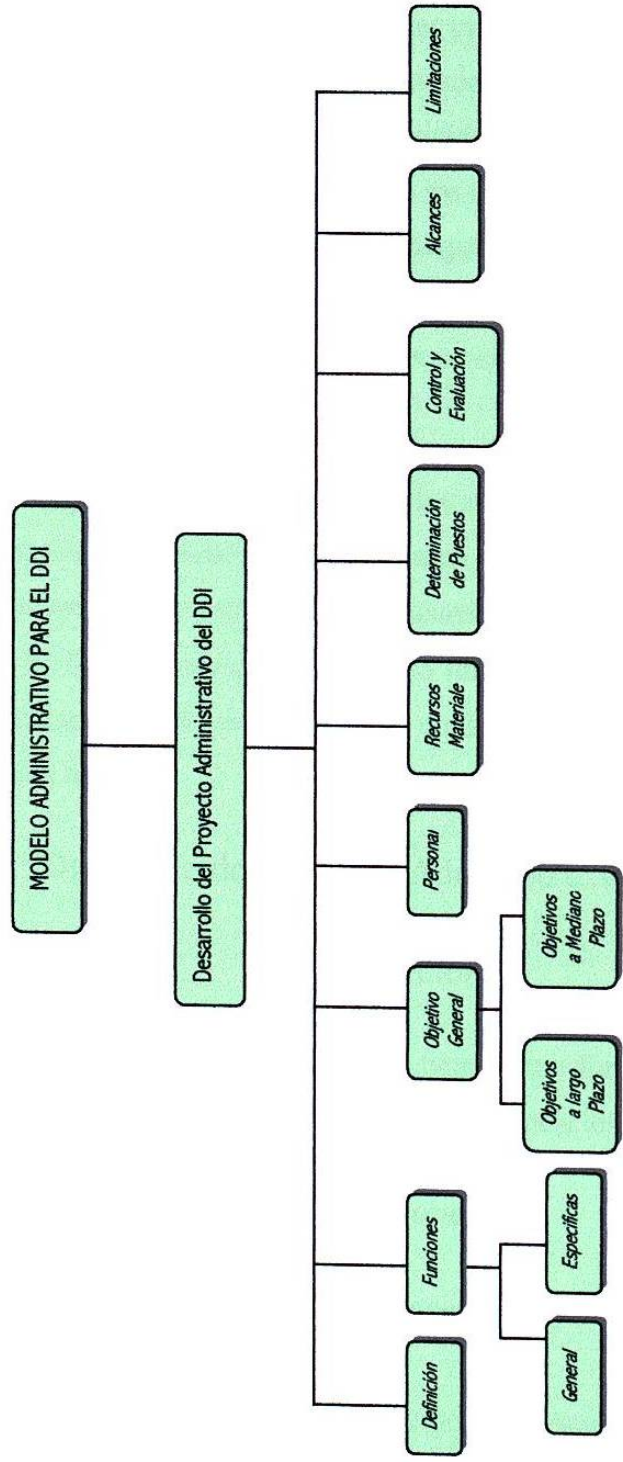 MODELO ADMINISTRATIVO PARA EL DDI
Desarrollo del Proyecto Administrativo del DDI
Definición
Funciones
Objetivo
General
Personal
Recursos
Materiale
Determinación
de Puestos
Control y
Evaluación
Alcances
Limitaciones
General
Especificas
Objetivos
a largo
Plazo
Objetivos
a Mediano
Plazo